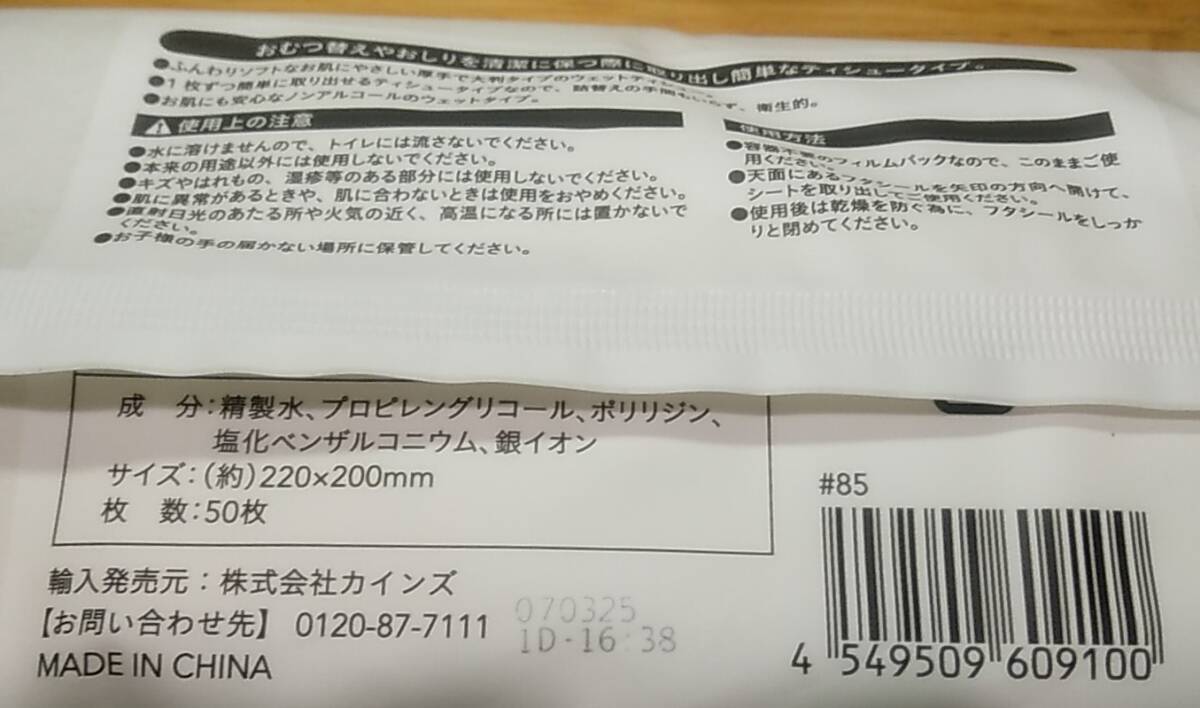 おむつ替えやおしりを清潔に保つ際に取り出し簡単なティシュータイプ。
●ふんわりソフトなお肌にやさしい厚手で大判タイプのウェットティシュー。
●1枚ずつ簡単に取り出せるティシュータイプなので、詰替えの手間もいらず、衛生的。
●お肌にも安心なノンアルコールのウェットタイプ。
使用上の注意
●水に溶けませんので、トイレには流さないでください。
●本来の用途以外には使用しないでください。
●キズやはれもの、湿疹等のある部分には使用しないでください。
●肌に異常があるときや、肌に合わないときは使用をおやめください。
●直射日光のあたる所や火気の近く、高温になる所には置かないで
ください。
●お子様の手の届かない場所に保管してください。
使用方法
●容器不要のフィルムパックなので、このままご使
用ください。
●天面にあるフタシールを矢印の方向へ開けて、
シートを取り出してご使用ください。
●使用後は乾燥を防ぐ為に、フタシールをしっか
りと閉めてください。
成 分:精製水、プロピレングリコール、ポリリジン、
塩化ベンザルコニウム、銀イオン
サイズ:(約)220×200mm
枚 数:50枚
輸入発売元:株式会社カインズ
【お問い合わせ先】 0120-87-7111
MADE IN CHINA
070325
1D-16:38
#85
4 549509 609100